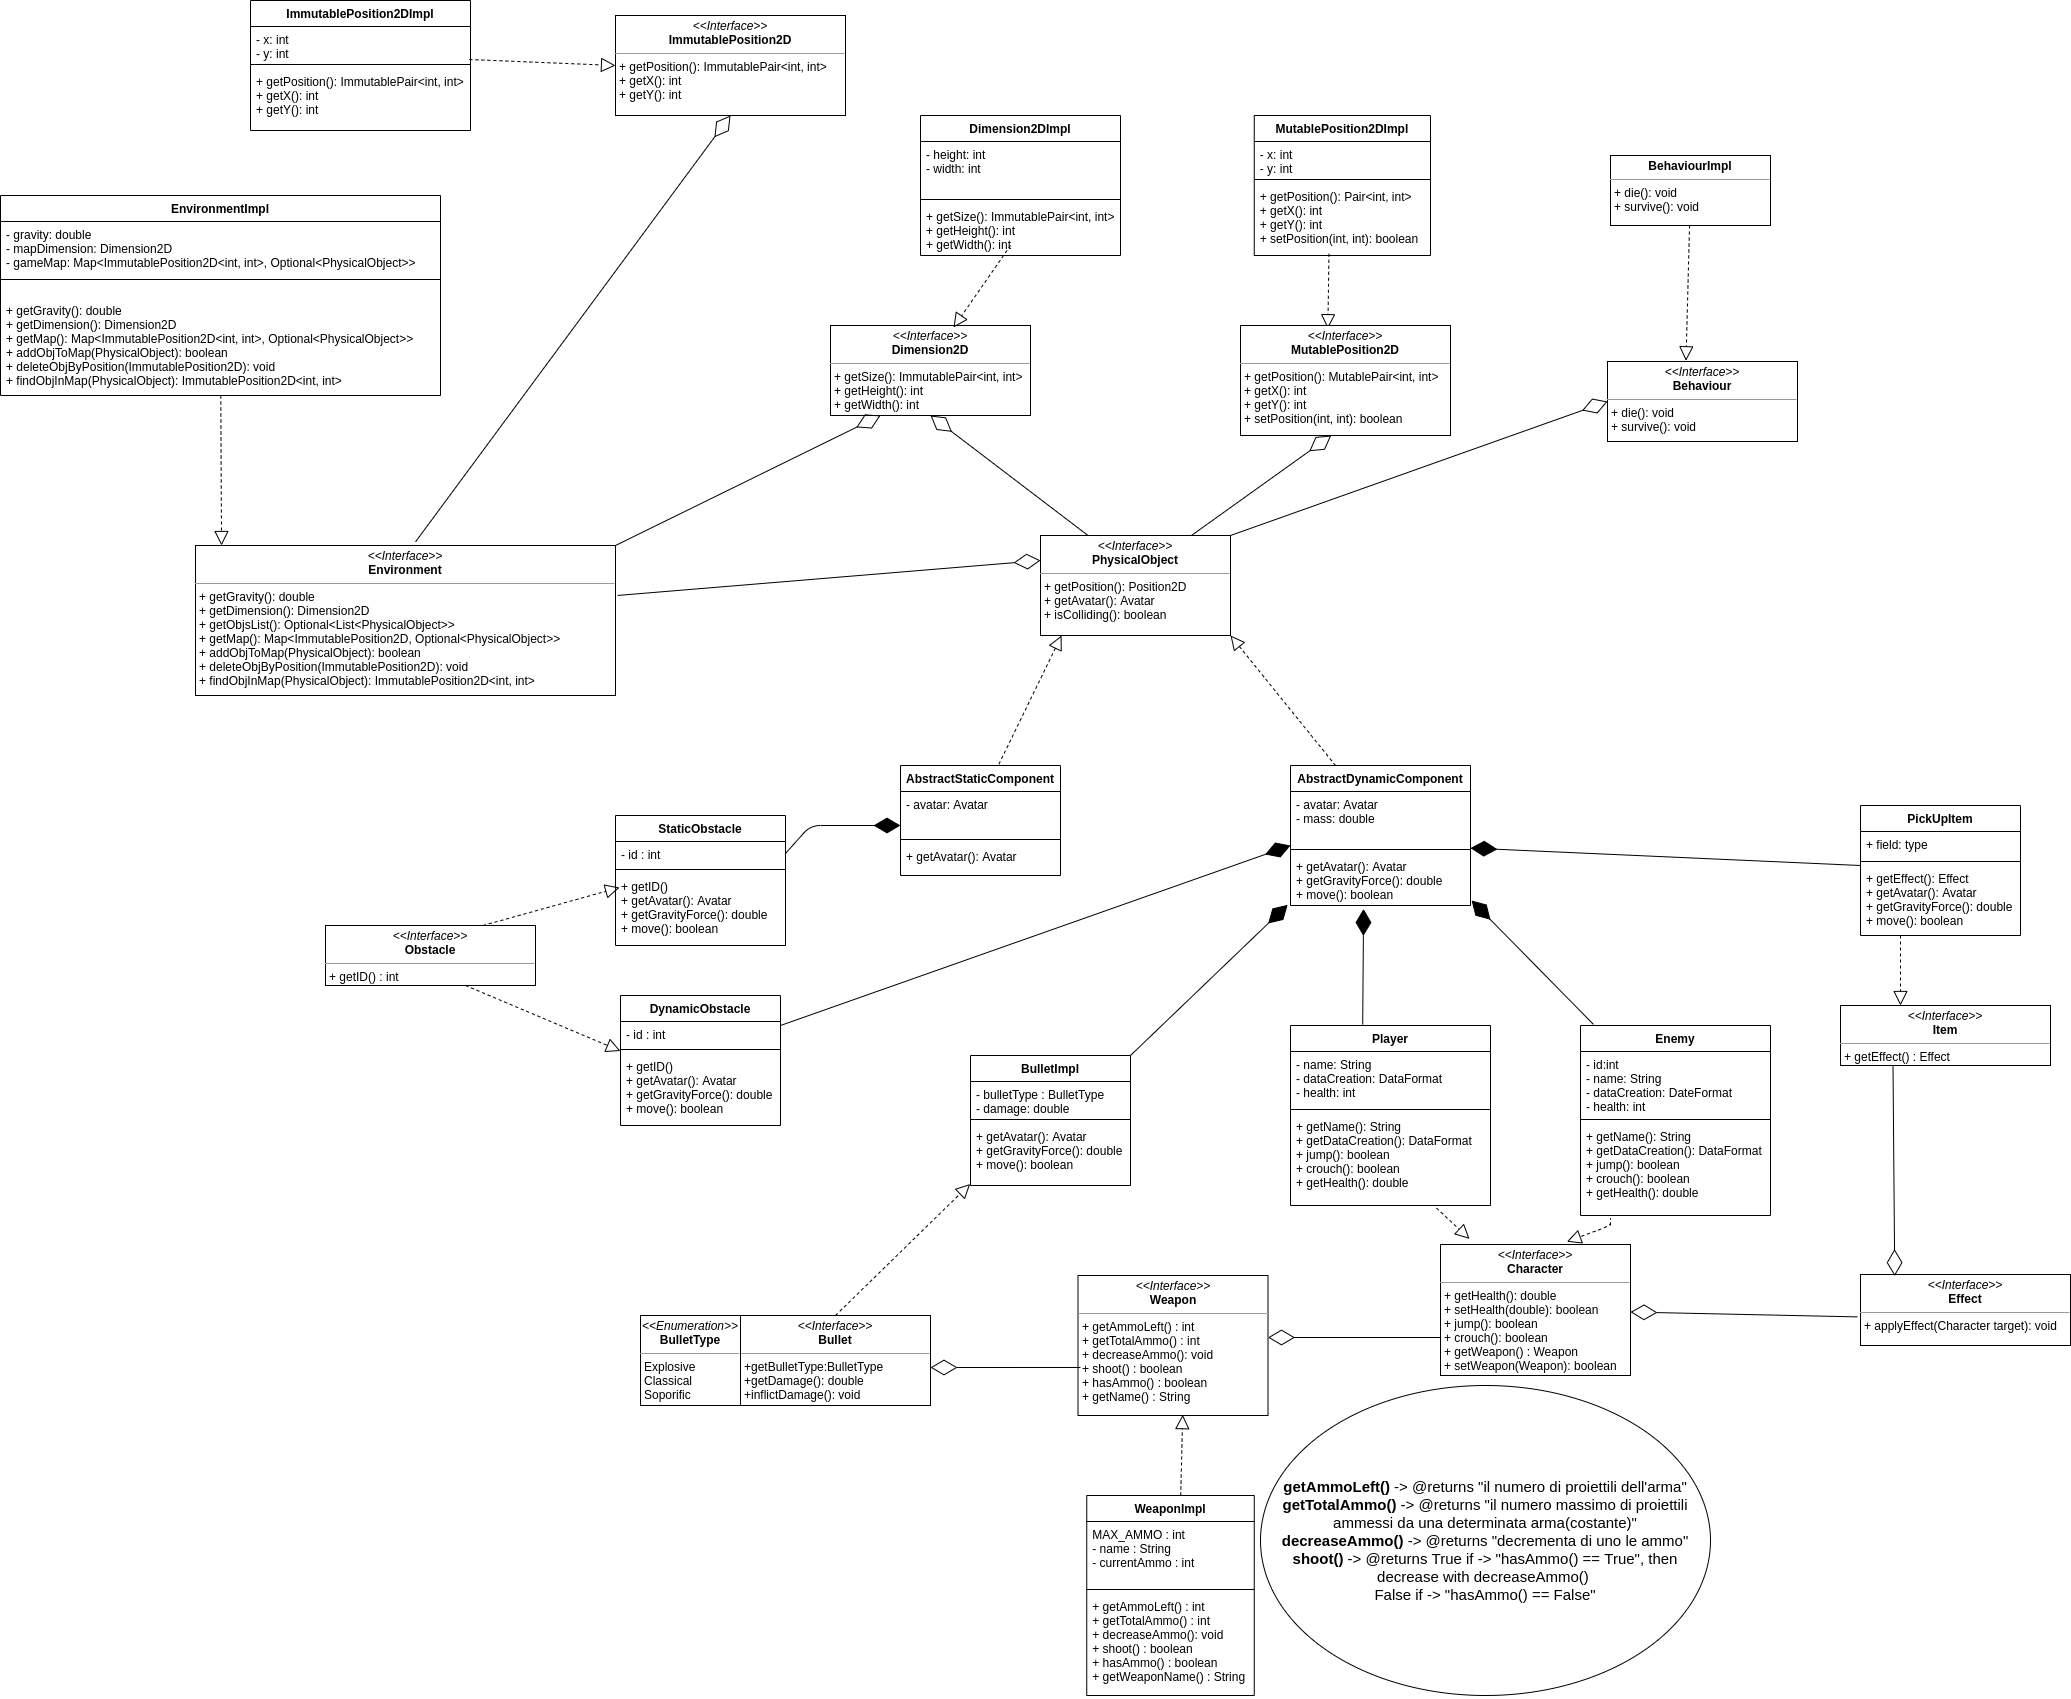 ImmutablePosition2DImpl
- x: int
- y: int
+ getPosition(): ImmutablePair<int, int>
+ getX(): int
+ getY(): int
<<Interface>>
ImmutablePosition2D
+ getPosition(): ImmutablePair<int, int>
+ getX(): int
+ getY(): int
Dimension2DImpl
- height: int
- width: int
+ getSize(): ImmutablePair<int, int>
+ getHeight(): int
+ getWidth(): int
MutablePosition2DImpl
- x: int
- y: int
+ getPosition(): Pair<int, int>
+ getX(): int
+ getY(): int
+ setPosition(int, int): boolean
BehaviourImpl
+ die(): void
+ survive(): void
EnvironmentImpl
- gravity: double
- mapDimension: Dimension2D
- gameMap: Map<ImmutablePosition2D<int, int>, Optional<PhysicalObject>>
+ getGravity(): double
+ getDimension(): Dimension2D
+ getMap(): Map<ImmutablePosition2D<int, int>, Optional<PhysicalObject>>
+ addObjToMap(PhysicalObject): boolean
+ deleteObjByPosition(ImmutablePosition2D): void
+ findObjInMap(PhysicalObject): ImmutablePosition2D<int, int>
<<Interface>>
Dimension2D
+ getSize(): ImmutablePair<int, int>
+ getHeight(): int
+ getWidth(): int
<<Interface>>
MutablePosition2D
+ getPosition(): MutablePair<int, int>
+ getX(): int
+ getY(): int
+ setPosition(int, int): boolean
<<Interface>>
Behaviour
+ die(): void
+ survive(): void
<<Interface>>
Environment
+ getGravity(): double
+ getDimension(): Dimension2D
+ getObjsList(): Optional<List<PhysicalObject>>
+ getMap(): Map<ImmutablePosition2D, Optional<PhysicalObject>>
+ addObjToMap(PhysicalObject): boolean
+ deleteObjByPosition(ImmutablePosition2D): void
+ findObjInMap(PhysicalObject): ImmutablePosition2D<int, int>
<<Interface>>
PhysicalObject
+ getPosition(): Position2D
+ getAvatar(): Avatar
+ isColliding(): boolean
AbstractStaticComponent
- avatar: Avatar
+ getAvatar(): Avatar
AbstractDynamicComponent
- avatar: Avatar
- mass: double
+ getAvatar(): Avatar
+ getGravityForce(): double
+ move(): boolean
PickUpItem
+ field: type
+ getEffect(): Effect
+ getAvatar(): Avatar
+ getGravityForce(): double
+ move(): boolean
StaticObstacle
- id : int
+ getID()
+ getAvatar(): Avatar
+ getGravityForce(): double
+ move(): boolean
<<Interface>>
Obstacle
+ getID() : int
DynamicObstacle
- id : int
+ getID()
+ getAvatar(): Avatar
+ getGravityForce(): double
+ move(): boolean
<<Interface>>
Item
+ getEffect() : Effect
BulletImpl
- bulletType : BulletType
- damage: double
+ getAvatar(): Avatar
+ getGravityForce(): double
+ move(): boolean
Player
- name: String
- dataCreation: DataFormat
- health: int
+ getName(): String
+ getDataCreation(): DataFormat
+ jump(): boolean
+ crouch(): boolean
+ getHealth(): double
Enemy
- id:int
- name: String
- dataCreation: DateFormat
- health: int
+ getName(): String
+ getDataCreation(): DataFormat
+ jump(): boolean
+ crouch(): boolean
+ getHealth(): double
<<Enumeration>>
BulletType
Explosive
Classical
Soporific
<<Interface>>
Bullet
+getBulletType:BulletType
+getDamage(): double
+inflictDamage(): void
<<Interface>>
Weapon
+ getAmmoLeft() : int
+ getTotalAmmo() : int
+ decreaseAmmo(): void
+ shoot() : boolean
+ hasAmmo() : boolean
+ getName() : String
<<Interface>>
Character
+ getHealth(): double
+ setHealth(double): boolean
+ jump(): boolean
+ crouch(): boolean
+ getWeapon() : Weapon
+ setWeapon(Weapon): boolean
<<Interface>>
Effect
+ applyEffect(Character target): void
WeaponImpl
MAX_AMMO : int
- name : String
- currentAmmo : int
+ getAmmoLeft() : int
+ getTotalAmmo() : int
+ decreaseAmmo(): void
+ shoot() : boolean
+ hasAmmo() : boolean
+ getWeaponName() : String
getAmmoLeft() -> @returns "il numero di proiettili dell'arma"
getTotalAmmo() -> @returns "il numero massimo di proiettili
ammessi da una determinata arma(costante)"
decreaseAmmo() -> @returns "decrementa di uno le ammo"
shoot() -> @returns True if -> "hasAmmo() == True", then
decrease with decreaseAmmo()
False if -> "hasAmmo() == False"